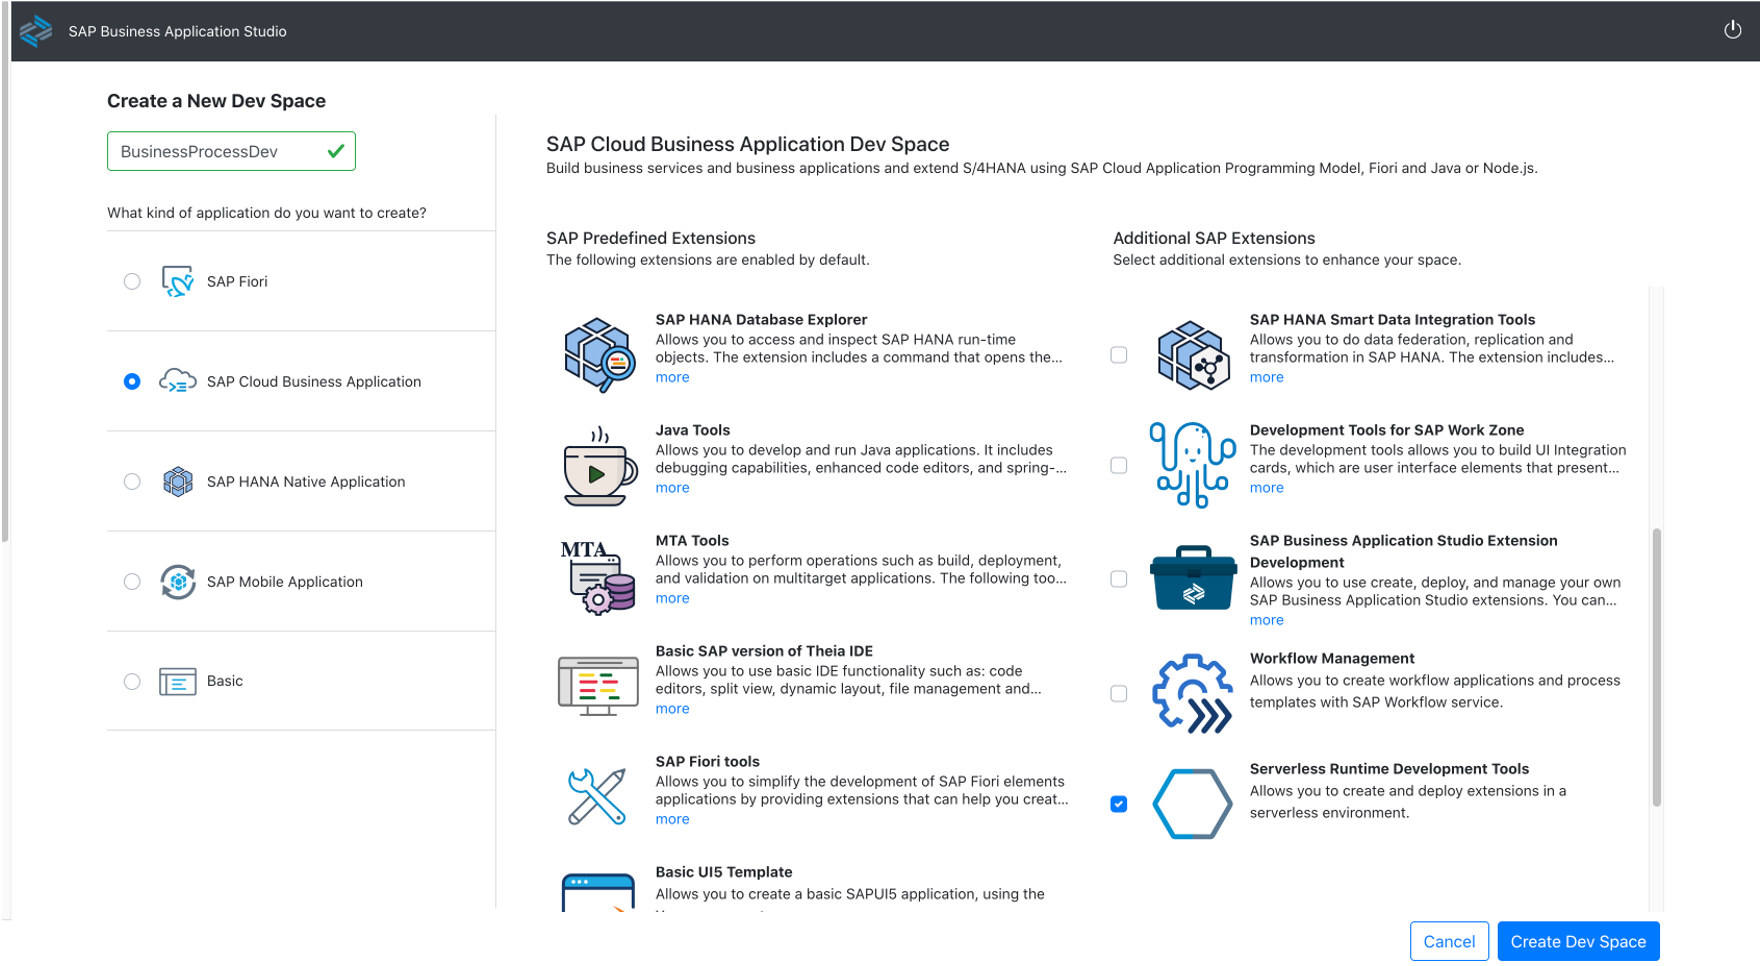 SAP Business Application Studio
Create a New Dev Space
BusinessProcessDev
What kind of application do you want to create?
SAP Fiori
SAP Cloud Business Application
SAP HANA Native Application
SAP Mobile Application
Basic
SAP Cloud Business Application Dev Space
Build business services and business applications and extend S/4HANA using SAP Cloud Application Programming Model, Fiori and Java or Node.js.
SAP Predefined Extensions
The following extensions are enabled by default.
SAP HANA Database Explorer
Allows you to access and inspect SAP HANA run-time
objects. The extension includes a command that opens the...
more
Java Tools
Allows you to develop and run Java applications. It includes
debugging capabilities, enhanced code editors, and spring-...
more
MTA
MTA Tools
Allows you to perform operations such as build, deployment,
and validation on multitarget applications. The following too...
more
Basic SAP version of Theia IDE
Allows you to use basic IDE functionality such as: code
editors, split view, dynamic layout, file management and...
more
SAP Fiori tools
Allows you to simplify the development of SAP Fiori elements
applications by providing extensions that can help you creat...
more
Basic UI5 Template
Allows you to create a basic SAPUI5 application, using the
Additional SAP Extensions
Select additional extensions to enhance your space.
SAP HANA Smart Data Integration Tools
Allows you to do data federation, replication and
transformation in SAP HANA. The extension includes...
more
Development Tools for SAP Work Zone
The development tools allows you to build UI Integration
cards, which are user interface elements that present...
more
SAP Business Application Studio Extension
Development
Allows you to use create, deploy, and manage your own
SAP Business Application Studio extensions. You can...
more
Workflow Management
Allows you to create workflow applications and process
templates with SAP Workflow service.
Serverless Runtime Development Tools
Allows you to create and deploy extensions in a
serverless environment.
Cancel
Create Dev Space